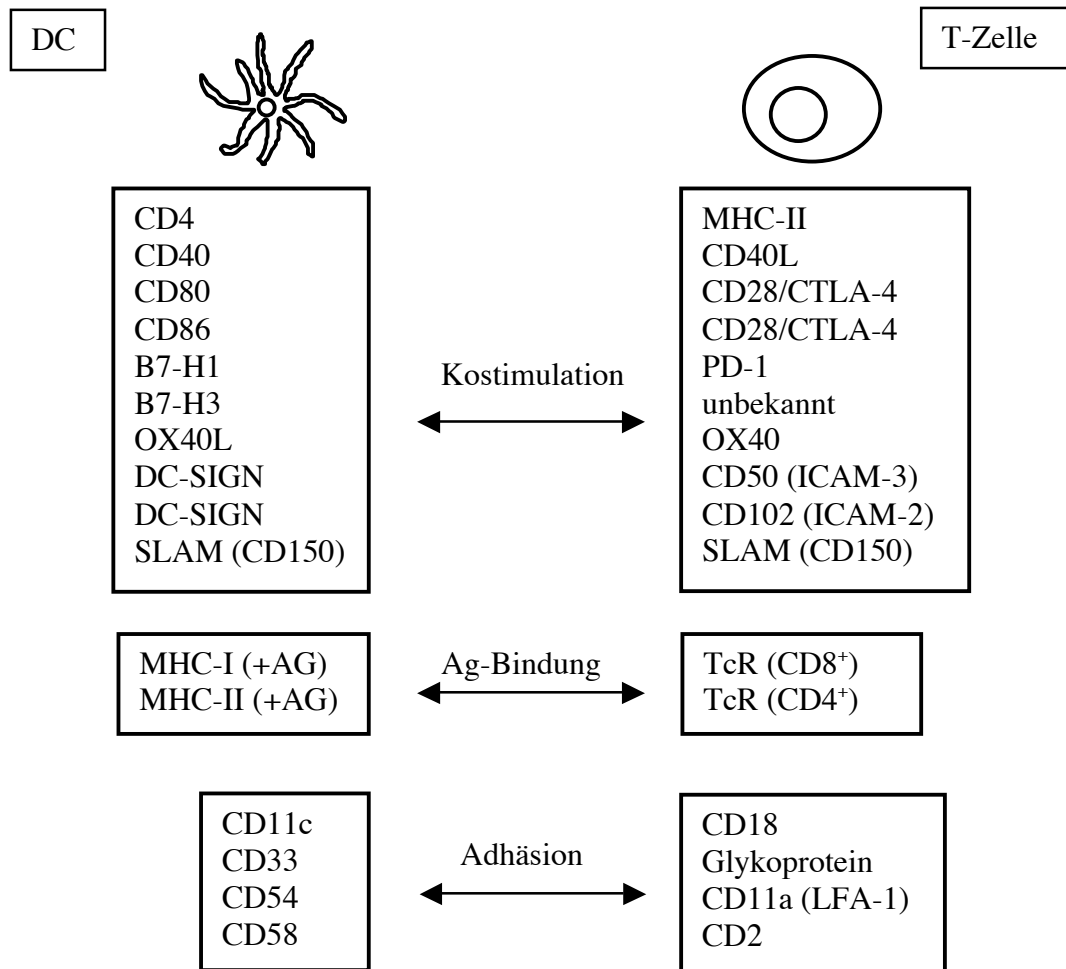 DC
T-Zelle
CD4
CD40
CD80
CD86
B7-H1
B7-H3
OX40L
DC-SIGN
DC-SIGN
SLAM (CD150)
Kostimulation
MHC-II
CD40L
CD28/CTLA-4
CD28/CTLA-4
PD-1
unbekannt
OX40
CD50 (ICAM-3)
CD102 (ICAM-2)
SLAM (CD150)
MHC-I (+AG)
MHC-II (+AG)
Ag-Bindung
TcR (CD8⁺)
TcR (CD4⁺)
CD11c
CD33
CD54
CD58
Adhäsion
CD18
Glykoprotein
CD11a (LFA-1)
CD2